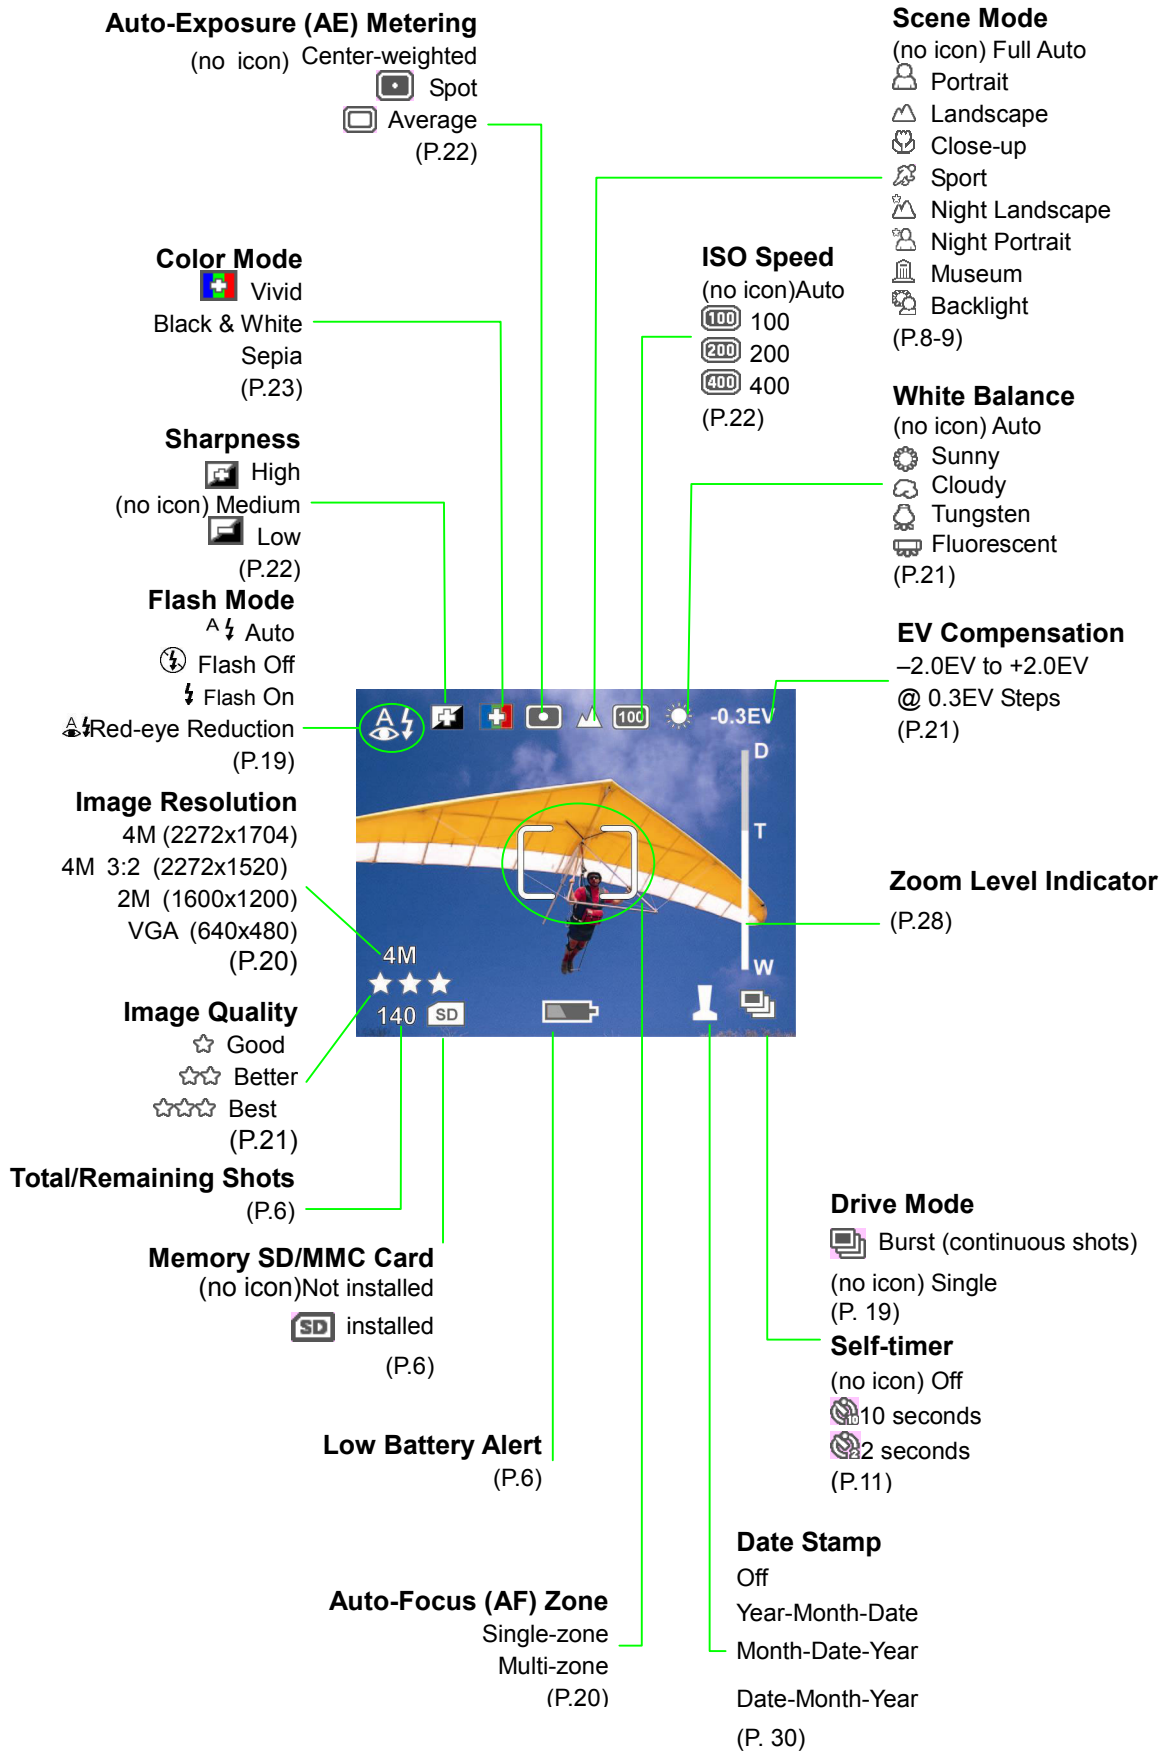 Auto-Exposure (AE) Metering
(no icon) Center-weighted
Spot
Average
(P.22)
Scene Mode
(no icon) Full Auto
Portrait
Landscape
Close-up
Sport
Night Landscape
Night Portrait
Museum
Backlight
(P.8-9)
Color Mode
Vivid
Black & White
Sepia
(P.23)
ISO Speed
(no icon)Auto
100 100
200 200
400 400
(P.22)
White Balance
(no icon) Auto
Sunny
Cloudy
Tungsten
Fluorescent
(P.21)
Sharpness
High
(no icon) Medium
Low
(P.22)
Flash Mode
A Auto
Flash Off
Flash On
A Red-eye Reduction
(P.19)
EV Compensation
–2.0EV to +2.0EV
@ 0.3EV Steps
(P.21)
Image Resolution
4M (2272x1704)
4M 3:2 (2272x1520)
2M (1600x1200)
VGA (640x480)
(P.20)
A 100 -0.3EV
D
T
W
4M
140 SD
Zoom Level Indicator
(P.28)
Image Quality
Good
Better
Best
(P.21)
Total/Remaining Shots
(P.6)
Memory SD/MMC Card
(no icon)Not installed
SD installed
(P.6)
Drive Mode
Burst (continuous shots)
(no icon) Single
(P. 19)
Self-timer
(no icon) Off
10 10 seconds
2 2 seconds
(P.11)
Low Battery Alert
(P.6)
Auto-Focus (AF) Zone
Single-zone
Multi-zone
(P.20)
Date Stamp
Off
Year-Month-Date
Month-Date-Year
Date-Month-Year
(P. 30)